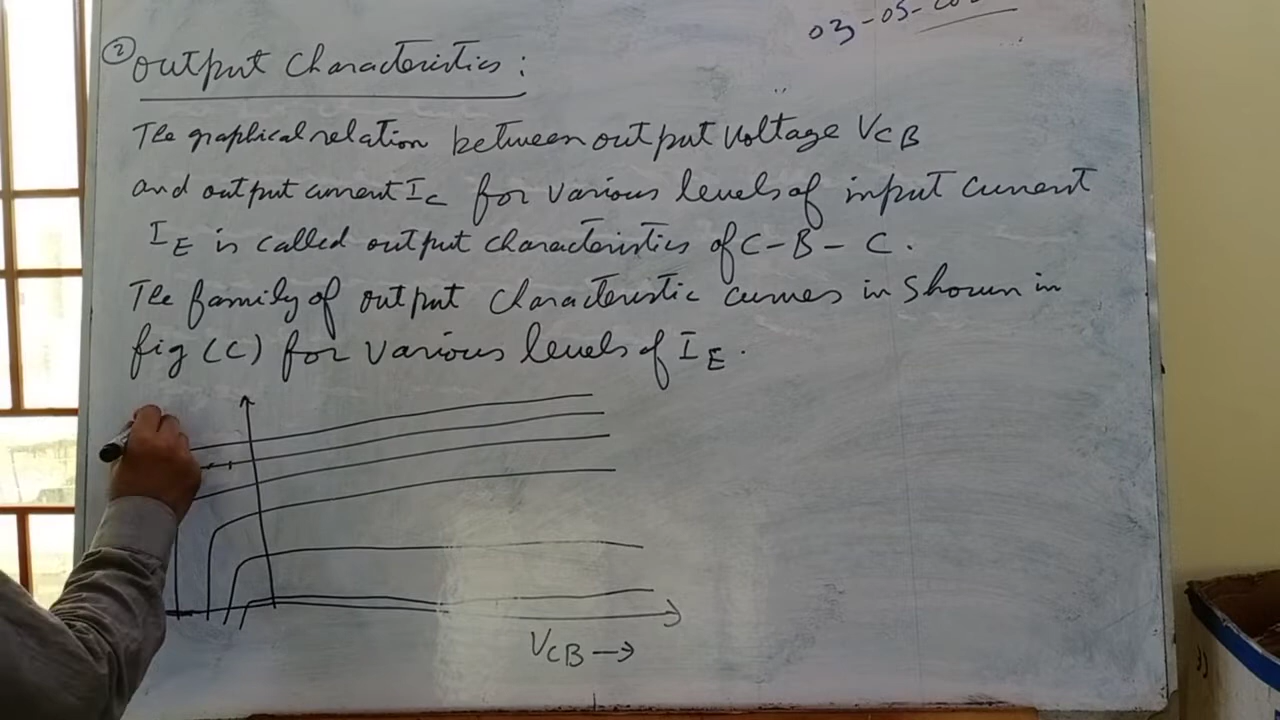 03-05-20
② Output Characteristics:
The graphical relation between output voltage VCB
and output current IC for various levels of input current
IE is called output characteristics of C-B-C.
The family of output characteristic curves in shown in
fig (C) for various levels of IE.
VCB →